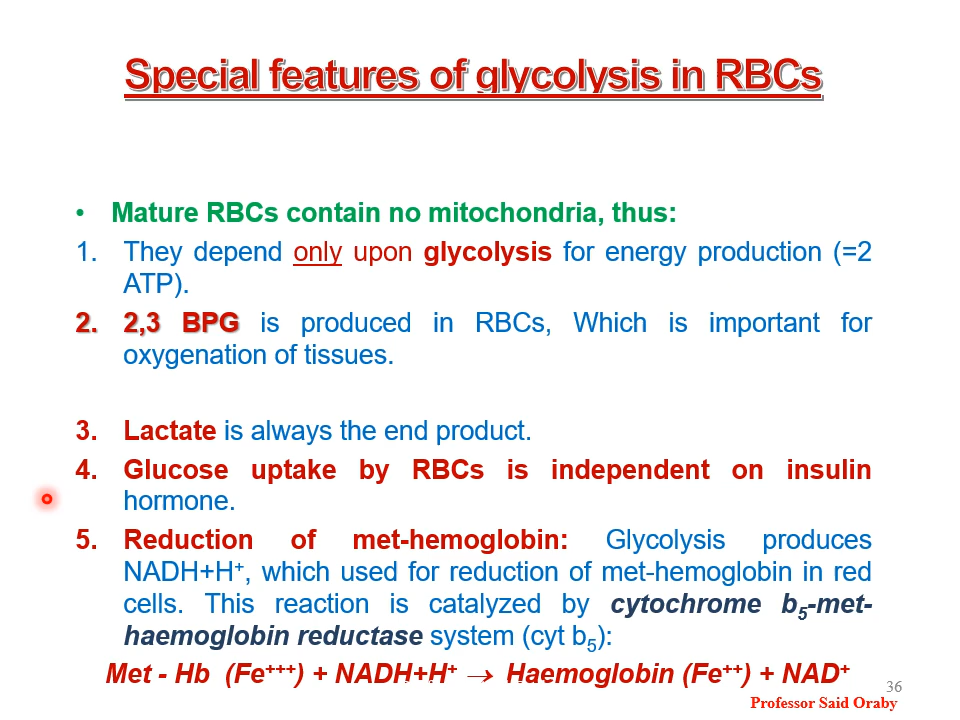 Special features of glycolysis in RBCs
• Mature RBCs contain no mitochondria, thus:
1. They depend only upon glycolysis for energy production (=2
ATP).
2. 2,3 BPG is produced in RBCs, Which is important for
oxygenation of tissues.
3. Lactate is always the end product.
4. Glucose uptake by RBCs is independent on insulin
hormone.
5. Reduction of met-hemoglobin: Glycolysis produces
NADH+H⁺, which used for reduction of met-hemoglobin in red
cells. This reaction is catalyzed by cytochrome b₅-met-
haemoglobin reductase system (cyt b₅):
Met - Hb (Fe⁺⁺⁺) + NADH+H⁺ → Haemoglobin (Fe⁺⁺) + NAD⁺
36
Professor Said Oraby